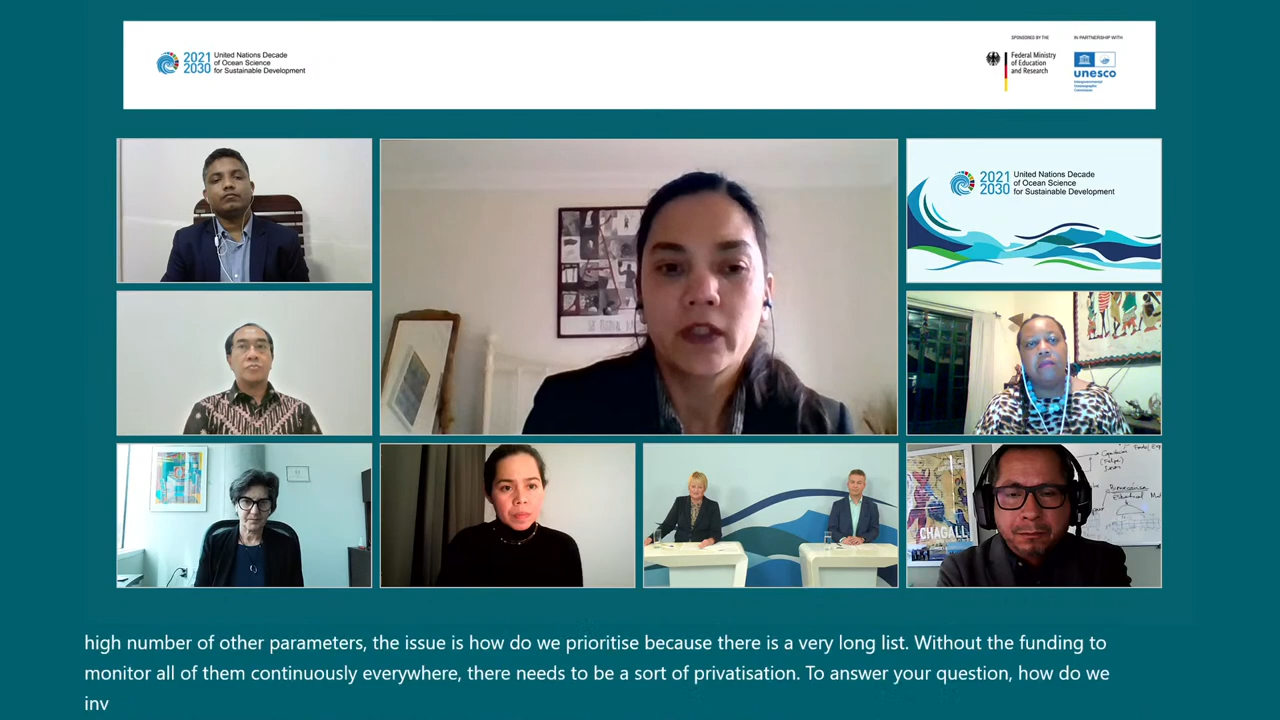 2021
2030
United Nations Decade
of Ocean Science
for Sustainable Development
SPONSORED BY THE
Federal Ministry
of Education
and Research
IN PARTNERSHIP WITH
unesco
Intergovernmental
Oceanographic
Commission
2021
2030
United Nations Decade
of Ocean Science
for Sustainable Development
CHAGALL
high number of other parameters, the issue is how do we prioritise because there is a very long list. Without the funding to
monitor all of them continuously everywhere, there needs to be a sort of privatisation. To answer your question, how do we
inv